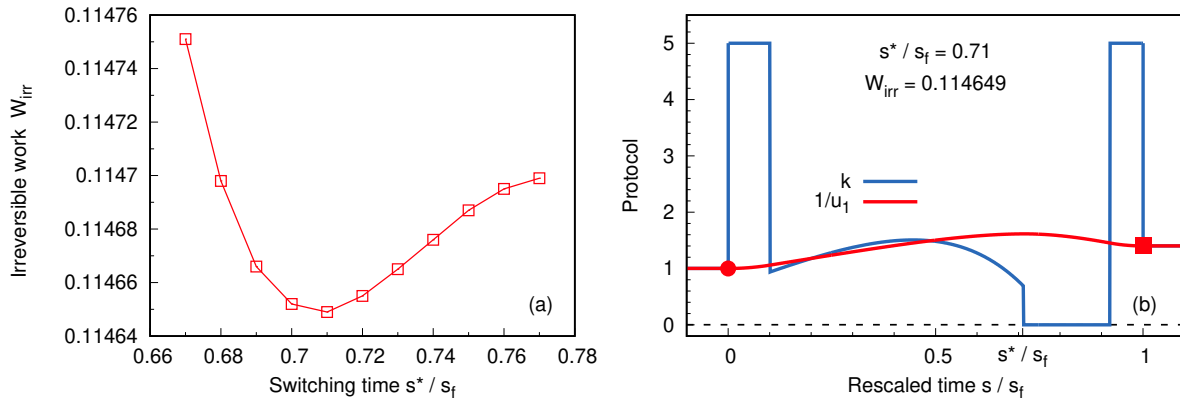 0.11476
0.11474
0.11472
0.1147
0.11468
0.11466
0.11464
Irreversible work W_irr
0.66 0.68 0.7 0.72 0.74 0.76 0.78
Switching time s* / s_f
(a)
5
4
3
2
1
0
Protocol
s* / s_f = 0.71
W_irr = 0.114649
k
1/u_1
(b)
0 0.5 s* / s_f 1
Rescaled time s / s_f